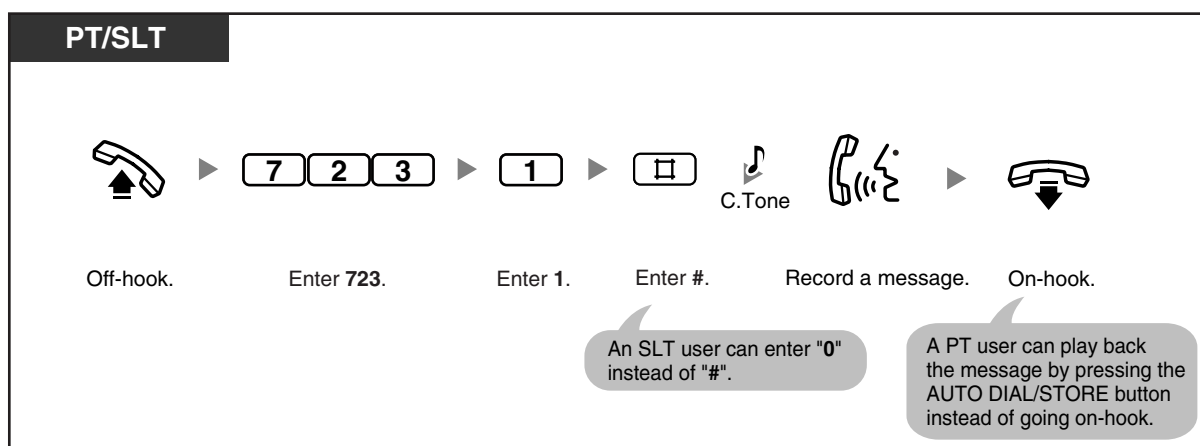 PT/SLT
7 2 3 1 #
C.Tone
Off-hook. Enter 723. Enter 1. Enter #. Record a message. On-hook.
An SLT user can enter "0"
instead of "#".
A PT user can play back
the message by pressing the
AUTO DIAL/STORE button
instead of going on-hook.